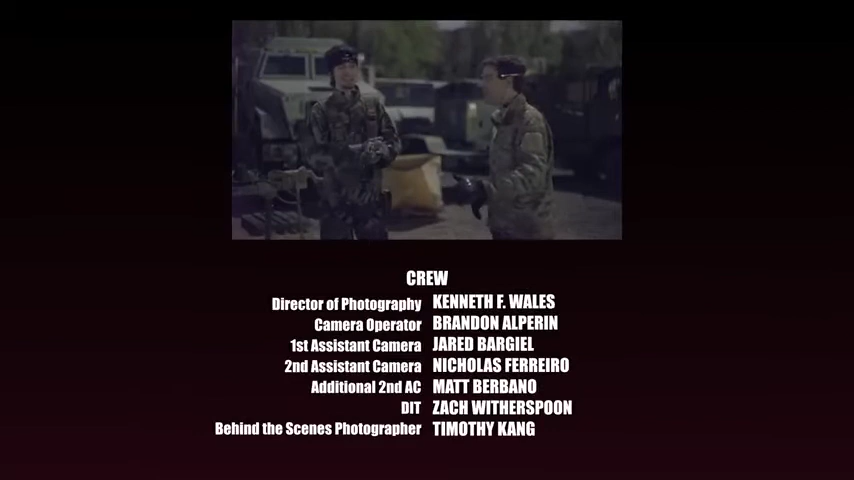 CREW
Director of Photography KENNETH F. WALES
Camera Operator BRANDON ALPERIN
1st Assistant Camera JARED BARGIEL
2nd Assistant Camera NICHOLAS FERREIRO
Additional 2nd AC MATT BERBANO
DIT ZACH WITHERSPOON
Behind the Scenes Photographer TIMOTHY KANG